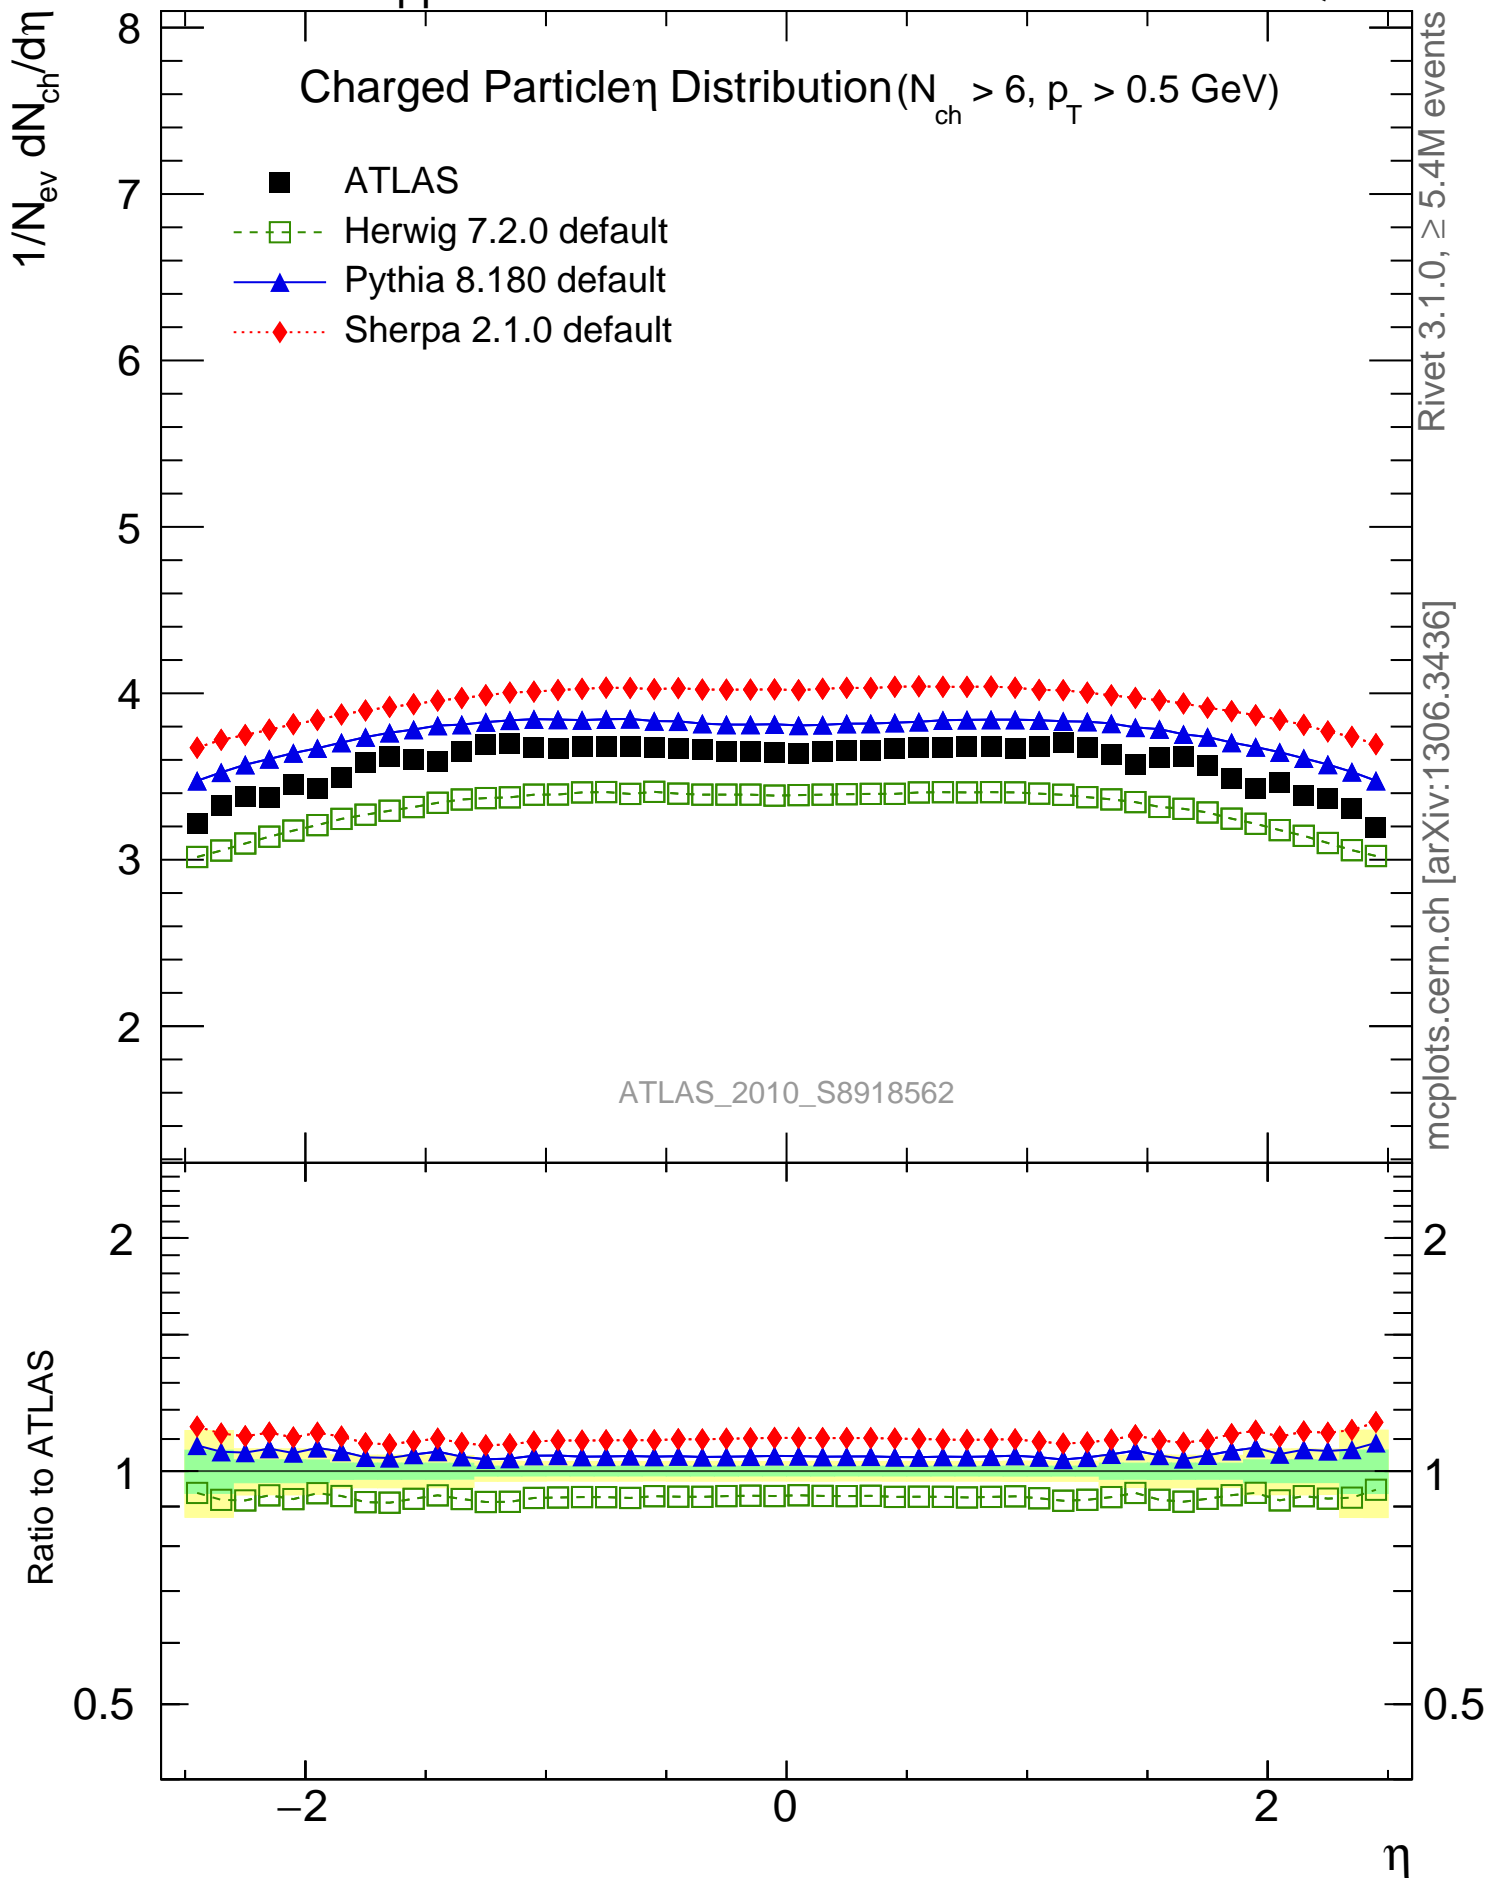 pp
1/N_ev dN_ch/dη
Charged Particleη Distribution(N_ch > 6, p_T > 0.5 GeV)
ATLAS
Herwig 7.2.0 default
Pythia 8.180 default
Sherpa 2.1.0 default
8
7
6
5
4
3
2
ATLAS_2010_S8918562
Rivet 3.1.0, ≥ 5.4M events
mcplots.cern.ch [arXiv:1306.3436]
Ratio to ATLAS
2
2
1
1
0.5
0.5
−2
0
2
η